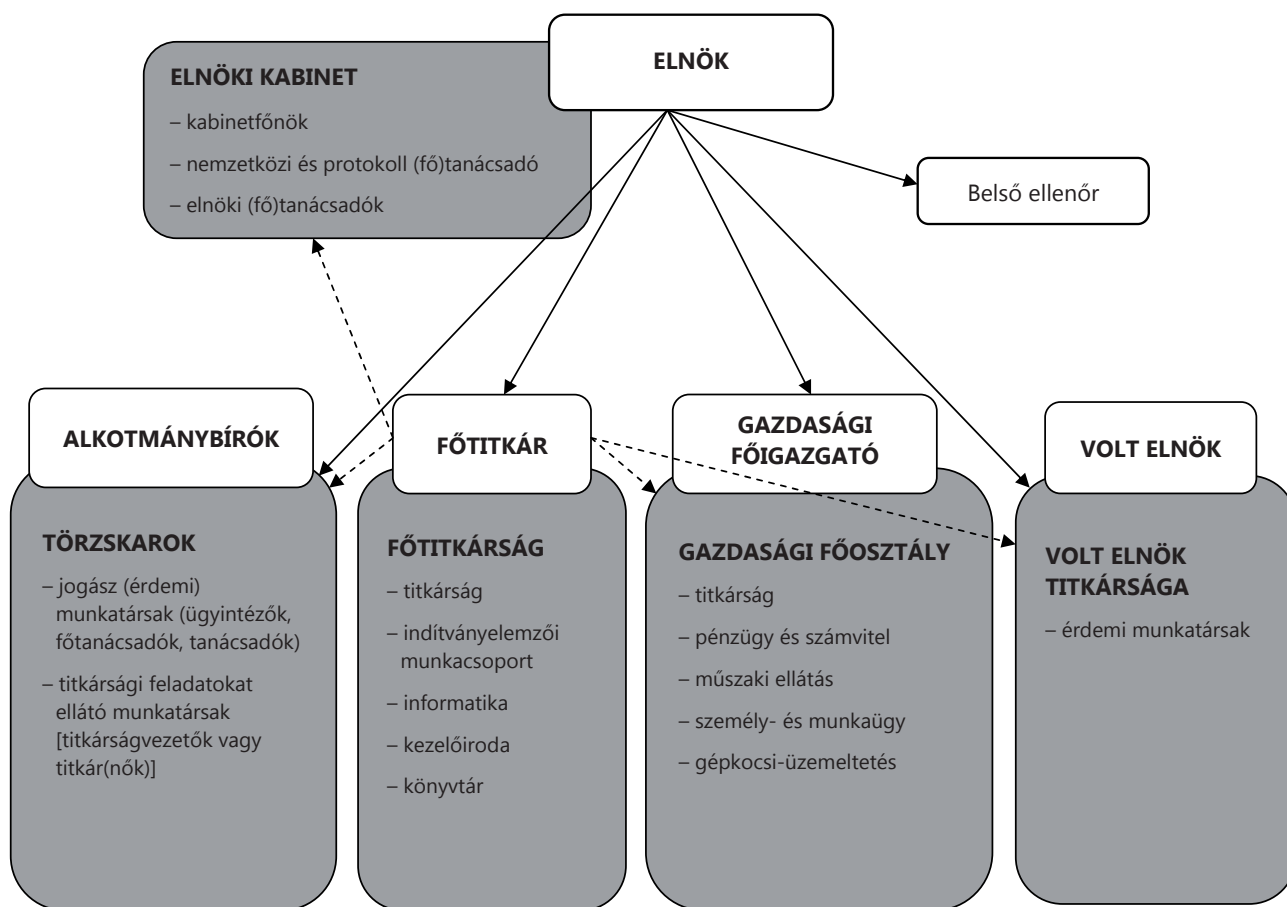 ELNÖK
ELNÖKI KABINET
– kabinetfőnök
– nemzetközi és protokoll (fő)tanácsadó
– elnöki (fő)tanácsadók
Belső ellenőr
ALKOTMÁNYBÍRÓK
TÖRZSKAROK
– jogász (érdemi)
munkatársak (ügyintézők,
főtanácsadók, tanácsadók)
– titkársági feladatokat
ellátó munkatársak
[titkárságvezetők vagy
titkár(nők)]
FŐTITKÁR
FŐTITKÁRSÁG
– titkárság
– indítványelemzői
munkacsoport
– informatika
– kezelőiroda
– könyvtár
GAZDASÁGI
FŐIGAZGATÓ
GAZDASÁGI FŐOSZTÁLY
– titkárság
– pénzügy és számvitel
– műszaki ellátás
– személy- és munkaügy
– gépkocsi-üzemeltetés
VOLT ELNÖK
VOLT ELNÖK
TITKÁRSÁGA
– érdemi munkatársak